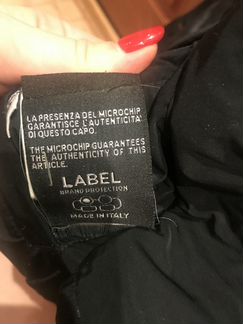 LA PRESENZA DEL MICROCHIP
GARANTISCE L'AUTENTICITA'
DI QUESTO CAPO.
THE MICROCHIP GUARANTEES
THE AUTHENTICITY OF THIS
ARTICLE.
LABEL
BRAND PROTECTION
MADE IN ITALY